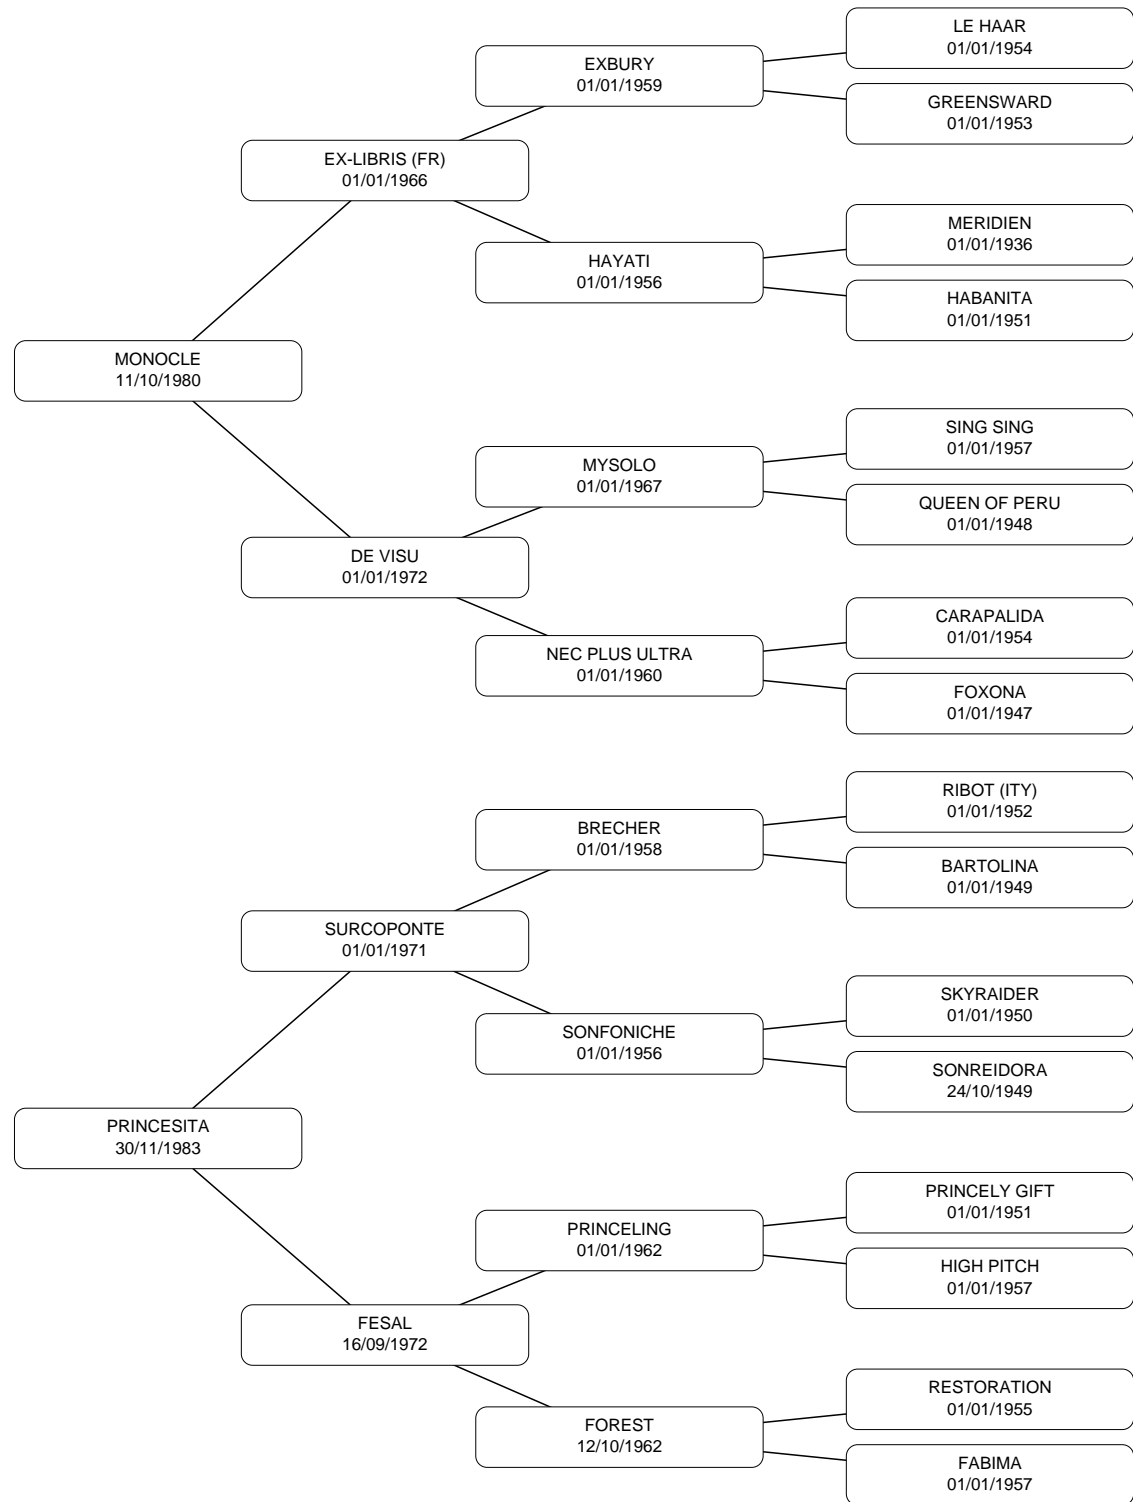 LE HAAR
01/01/1954
EXBURY
01/01/1959
GREENSWARD
01/01/1953
EX-LIBRIS (FR)
01/01/1966
MERIDIEN
01/01/1936
HAYATI
01/01/1956
HABANITA
01/01/1951
MONOCLE
11/10/1980
SING SING
01/01/1957
MYSOLO
01/01/1967
QUEEN OF PERU
01/01/1948
DE VISU
01/01/1972
CARAPALIDA
01/01/1954
NEC PLUS ULTRA
01/01/1960
FOXONA
01/01/1947
RIBOT (ITY)
01/01/1952
BRECHER
01/01/1958
BARTOLINA
01/01/1949
SURCOPONTE
01/01/1971
SKYRAIDER
01/01/1950
SONFONICHE
01/01/1956
SONREIDORA
24/10/1949
PRINCESITA
30/11/1983
PRINCELY GIFT
01/01/1951
PRINCELING
01/01/1962
HIGH PITCH
01/01/1957
FESAL
16/09/1972
RESTORATION
01/01/1955
FOREST
12/10/1962
FABIMA
01/01/1957